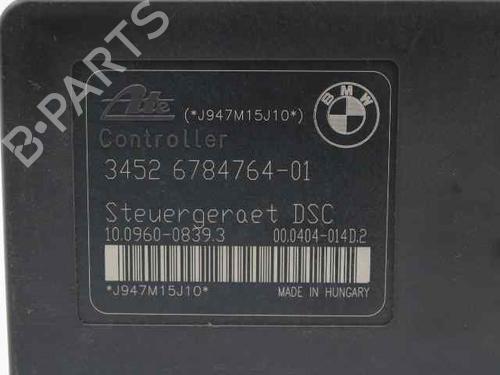 B-PARTS
Ate (*J947M15J10*) BMW
Controller
3452 6784764-01
Steuergeraet DSC
10.0960-0839.3 00.0404-014D.2
*J947M15J10* MADE IN HUNGARY